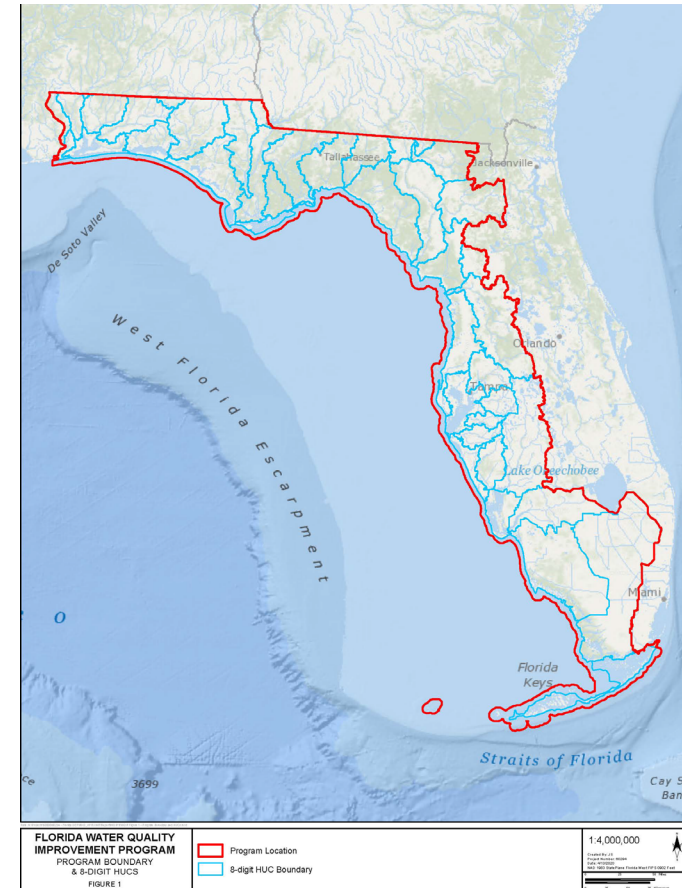 Tallahassee
Jacksonville
De Soto Valley
Orlando
West Florida Escarpment
Tampa
Lake Okeechobee
Miami
O
Florida
Keys
Straits of Florida
3699
Cay S
Ban
FLORIDA WATER QUALITY
IMPROVEMENT PROGRAM
PROGRAM BOUNDARY
& 8-DIGIT HUCS
FIGURE 1
Program Location
8-digit HUC Boundary
1:4,000,000